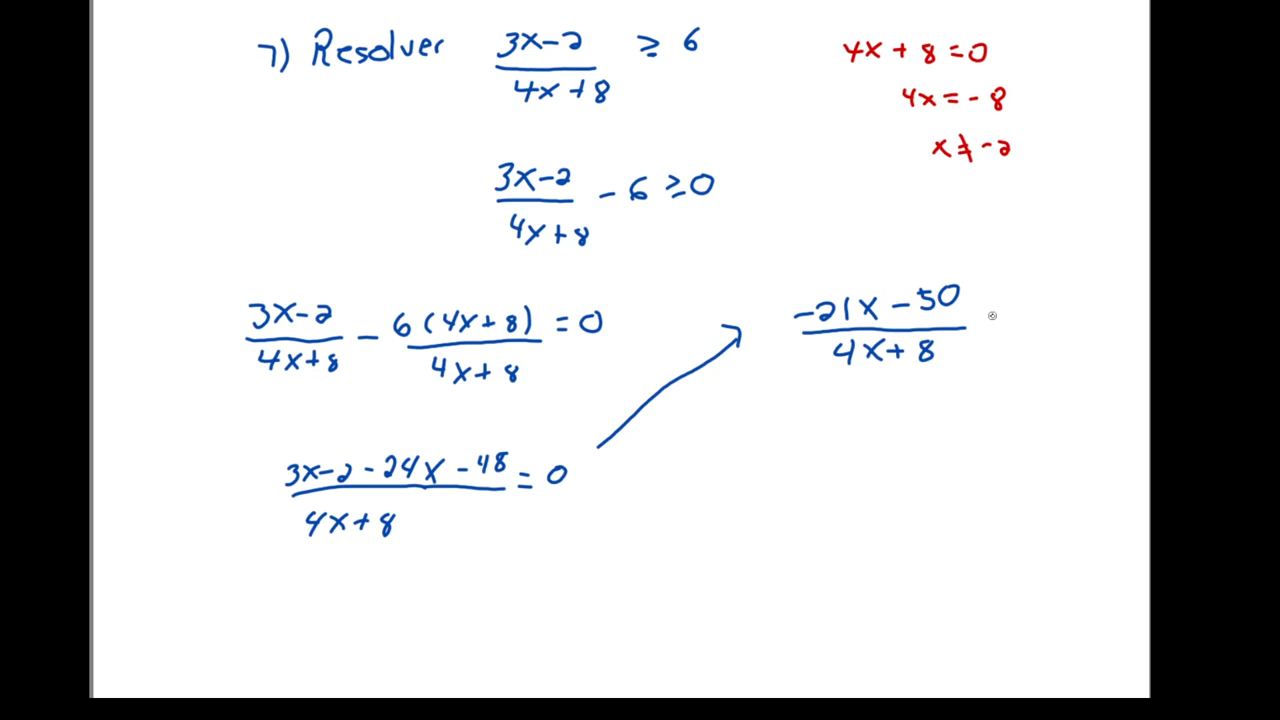 7) Resolver (3x-2)/(4x+8) ≥ 6
4x + 8 = 0
4x = - 8
x ≠ - 2
(3x-2)/(4x+8) - 6 ≥ 0
(3x-2)/(4x+8) - 6(4x+8)/(4x+8) = 0
(3x-2-24x-48)/(4x+8) = 0
(-21x-50)/(4x+8)